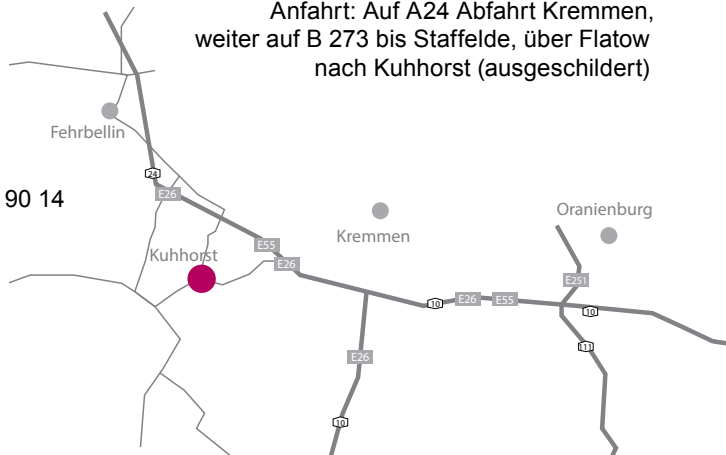 Anfahrt: Auf A24 Abfahrt Kremmen,
weiter auf B 273 bis Staffelde, über Flatow
nach Kuhhorst (ausgeschildert)
Fehrbellin
24
E26
90 14
Kremmen
Oranienburg
E55
Kuhhorst
E26
E251
10
E26
E55
10
111
E26
10